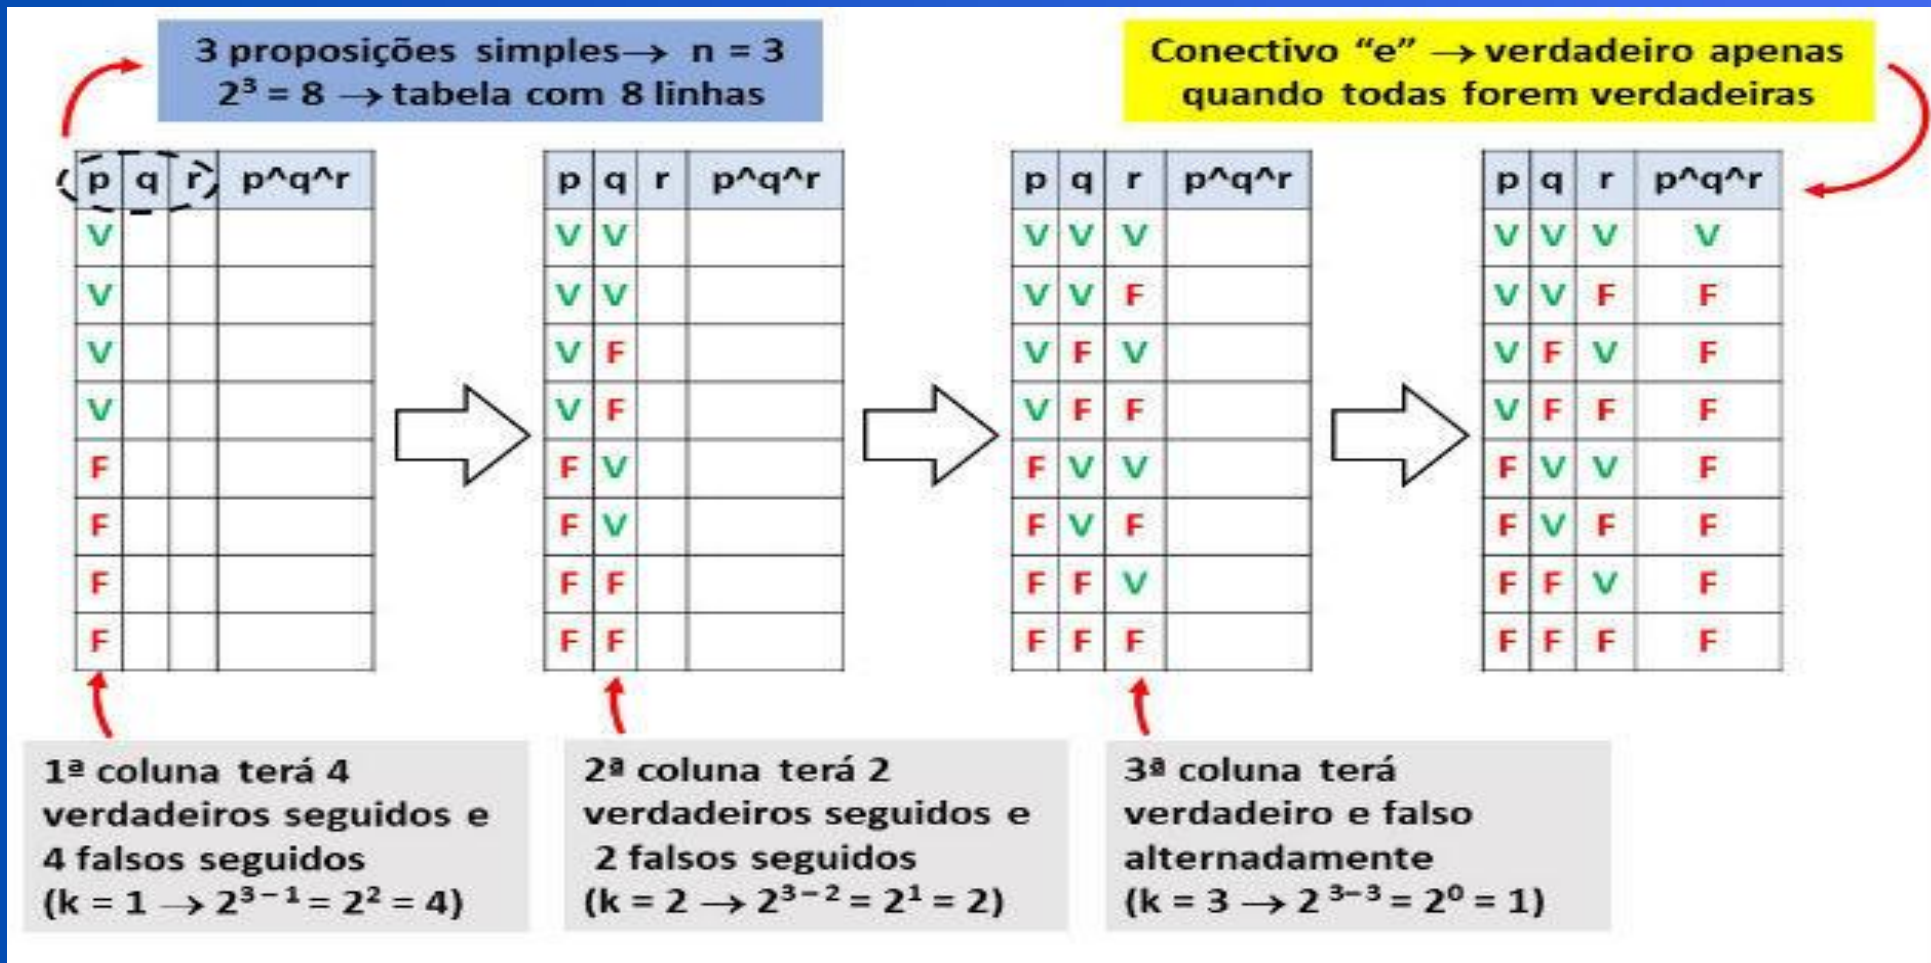 3 proposições simples→ n = 3
2³ = 8 → tabela com 8 linhas
Conectivo “e” → verdadeiro apenas
quando todas forem verdadeiras
p q r p^q^r
V
V
V
V
F
F
F
F
p q r p^q^r
V V
V V
V F
V F
F V
F V
F F
F F
p q r p^q^r
V V V
V V F
V F V
V F F
F V V
F V F
F F V
F F F
p q r p^q^r
V V V V
V V F F
V F V F
V F F F
F V V F
F V F F
F F V F
F F F F
1ª coluna terá 4
verdadeiros seguidos e
4 falsos seguidos
(k = 1 → 2³⁻¹ = 2² = 4)
2ª coluna terá 2
verdadeiros seguidos e
2 falsos seguidos
(k = 2 → 2³⁻² = 2¹ = 2)
3ª coluna terá
verdadeiro e falso
alternadamente
(k = 3 → 2³⁻³ = 2⁰ = 1)